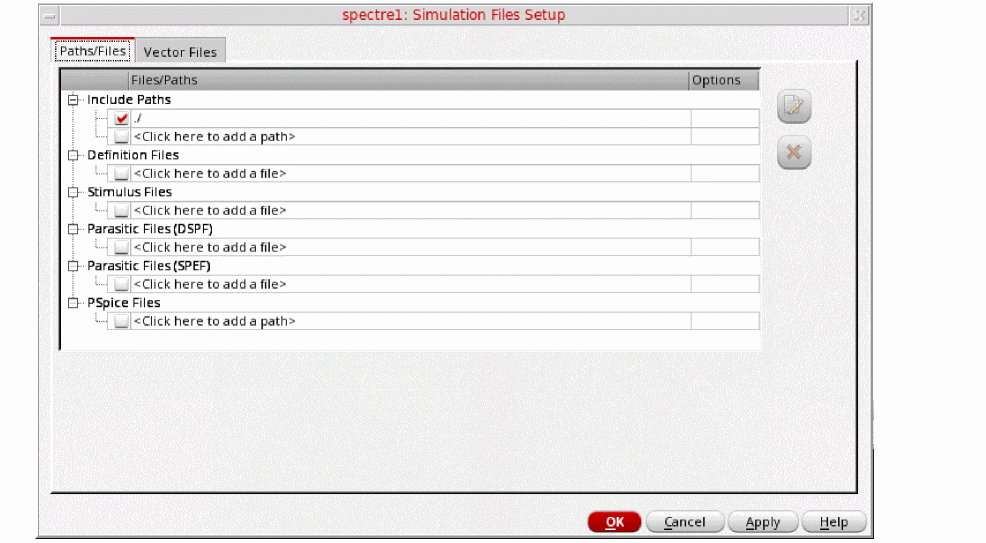 spectre1: Simulation Files Setup
Paths/Files Vector Files
Files/Paths Options
Include Paths
./
<Click here to add a path>
Definition Files
<Click here to add a file>
Stimulus Files
<Click here to add a file>
Parasitic Files (DSPF)
<Click here to add a file>
Parasitic Files (SPEF)
<Click here to add a file>
PSpice Files
<Click here to add a path>
OK Cancel Apply Help